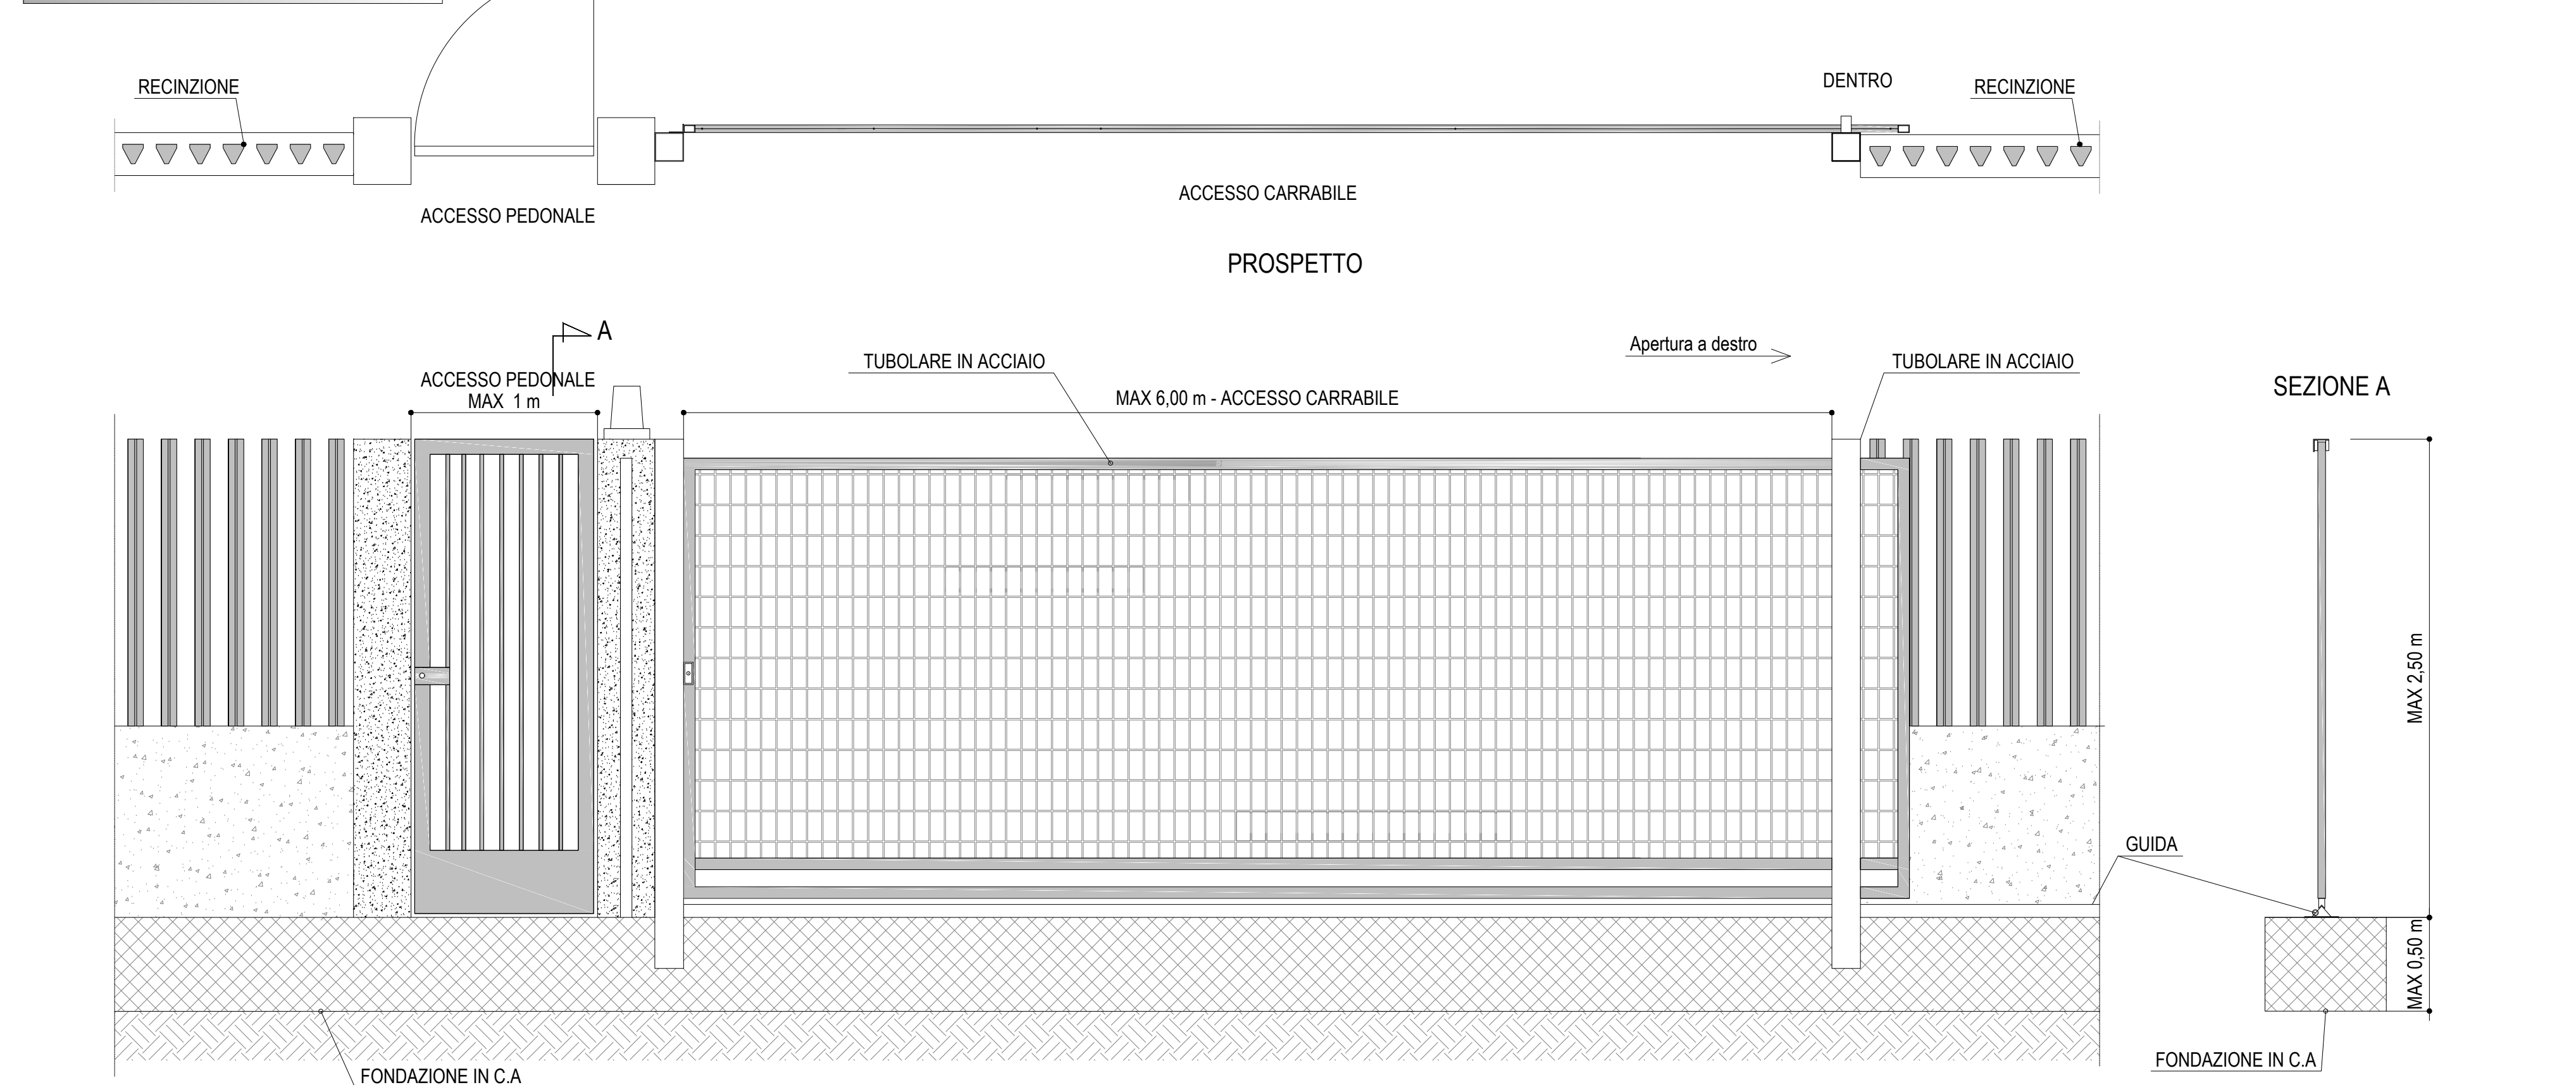 RECINZIONE
DENTRO
RECINZIONE
ACCESSO CARRABILE
ACCESSO PEDONALE
PROSPETTO
A
Apertura a destro
TUBOLARE IN ACCIAIO
TUBOLARE IN ACCIAIO
ACCESSO PEDONALE
MAX 1 m
MAX 6,00 m - ACCESSO CARRABILE
SEZIONE A
MAX 2,50 m
GUIDA
MAX 0,50 m
FONDAZIONE IN C.A
FONDAZIONE IN C.A